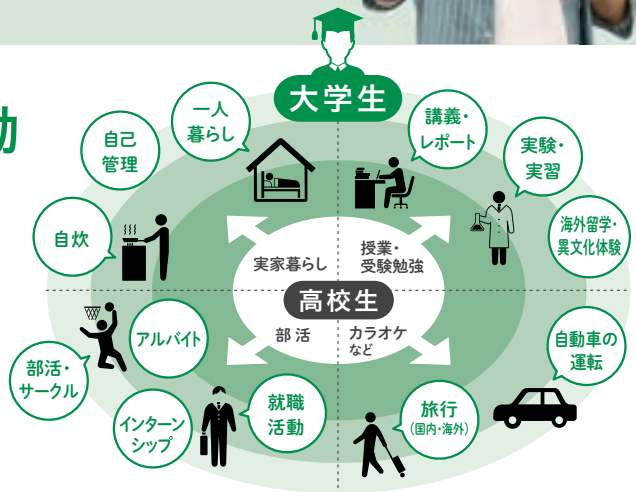 大学生
動
一人
暮らし
自己
管理
自炊
講義・
レポート
実験・
実習
海外留学・
異文化体験
実家暮らし
授業・
受験勉強
高校生
部活
カラオケ
など
部活・
サークル
アルバイト
インターン
シップ
就職
活動
旅行
(国内・海外)
自動車の
運転